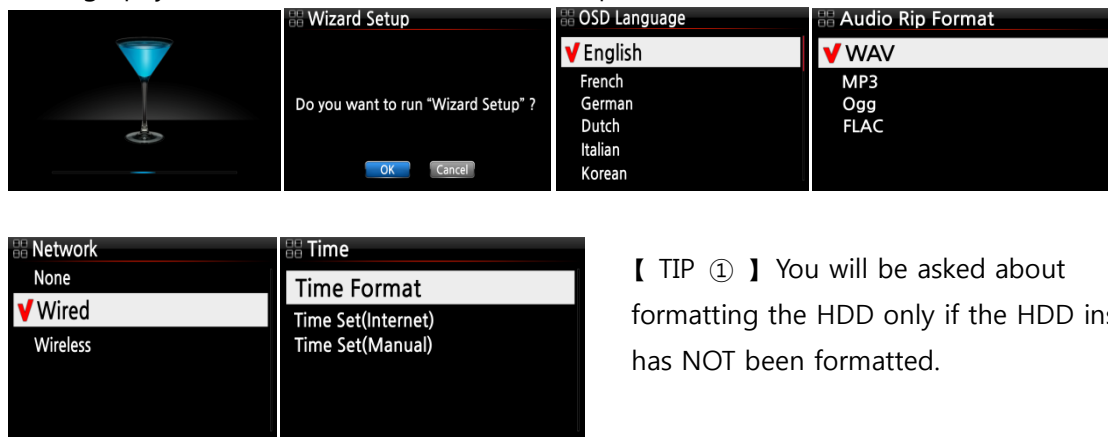 Wizard Setup
Do you want to run "Wizard Setup" ?
OK Cancel
OSD Language
English
French
German
Dutch
Italian
Korean
Audio Rip Format
WAV
MP3
Ogg
FLAC
Network
None
Wired
Wireless
Time
Time Format
Time Set(Internet)
Time Set(Manual)
【 TIP ① 】 You will be asked about
formatting the HDD only if the HDD
has NOT been formatted.